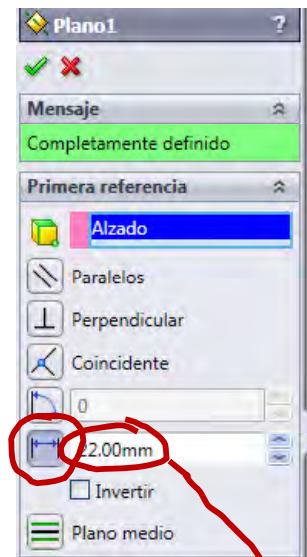 Plano1 ?
Mensaje
Completamente definido
Primera referencia
Alzado
Paralelos
Perpendicular
Coincidente
0
22.00mm
Invertir
Plano medio